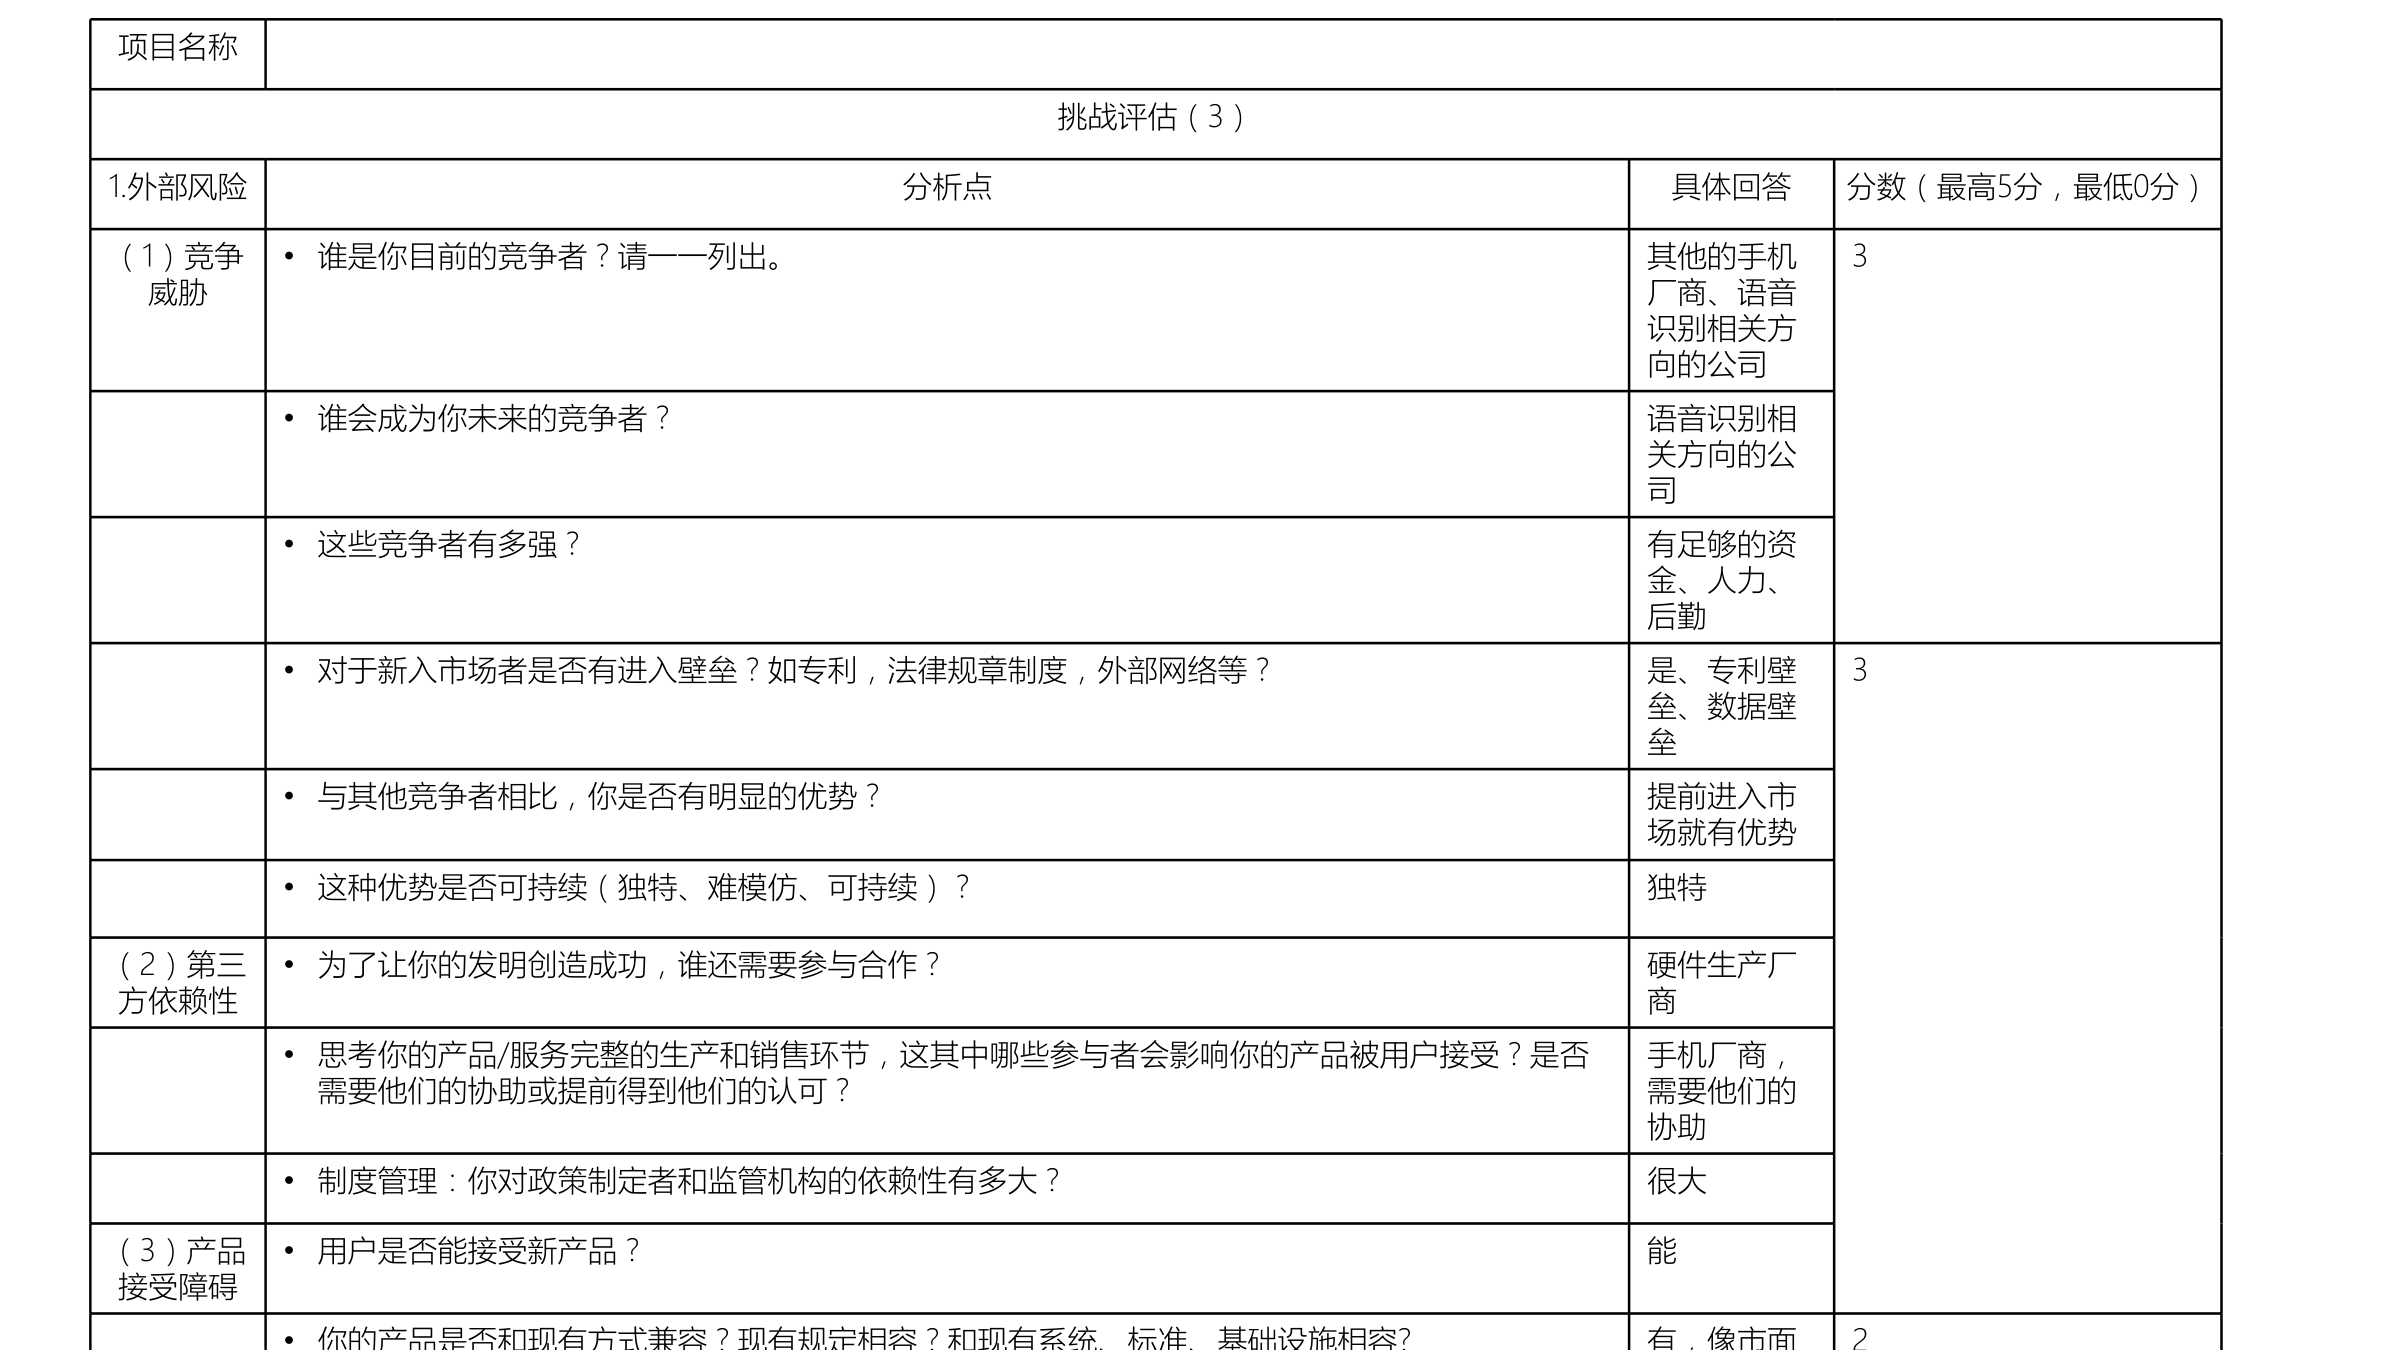 项目名称
挑战评估（3）
1.外部风险
分析点
具体回答
分数（最高5分，最低0分）
（1）竞争
威胁
• 谁是你目前的竞争者？请一一列出。
其他的手机
厂商、语音
识别相关方
向的公司
3
• 谁会成为你未来的竞争者？
语音识别相
关方向的公
司
• 这些竞争者有多强？
有足够的资
金、人力、
后勤
• 对于新入市场者是否有进入壁垒？如专利，法律规章制度，外部网络等？
是、专利壁
垒、数据壁
垒
3
• 与其他竞争者相比，你是否有明显的优势？
提前进入市
场就有优势
• 这种优势是否可持续（独特、难模仿、可持续）？
独特
（2）第三
方依赖性
• 为了让你的发明创造成功，谁还需要参与合作？
硬件生产厂
商
• 思考你的产品/服务完整的生产和销售环节，这其中哪些参与者会影响你的产品被用户接受？是否
需要他们的协助或提前得到他们的认可？
手机厂商，
需要他们的
协助
• 制度管理：你对政策制定者和监管机构的依赖性有多大？
很大
（3）产品
接受障碍
• 用户是否能接受新产品？
能
• 你的产品是否和现有方式兼容？现有规定相容？和现有系统、标准、基础设施相容?
有，像市面
2